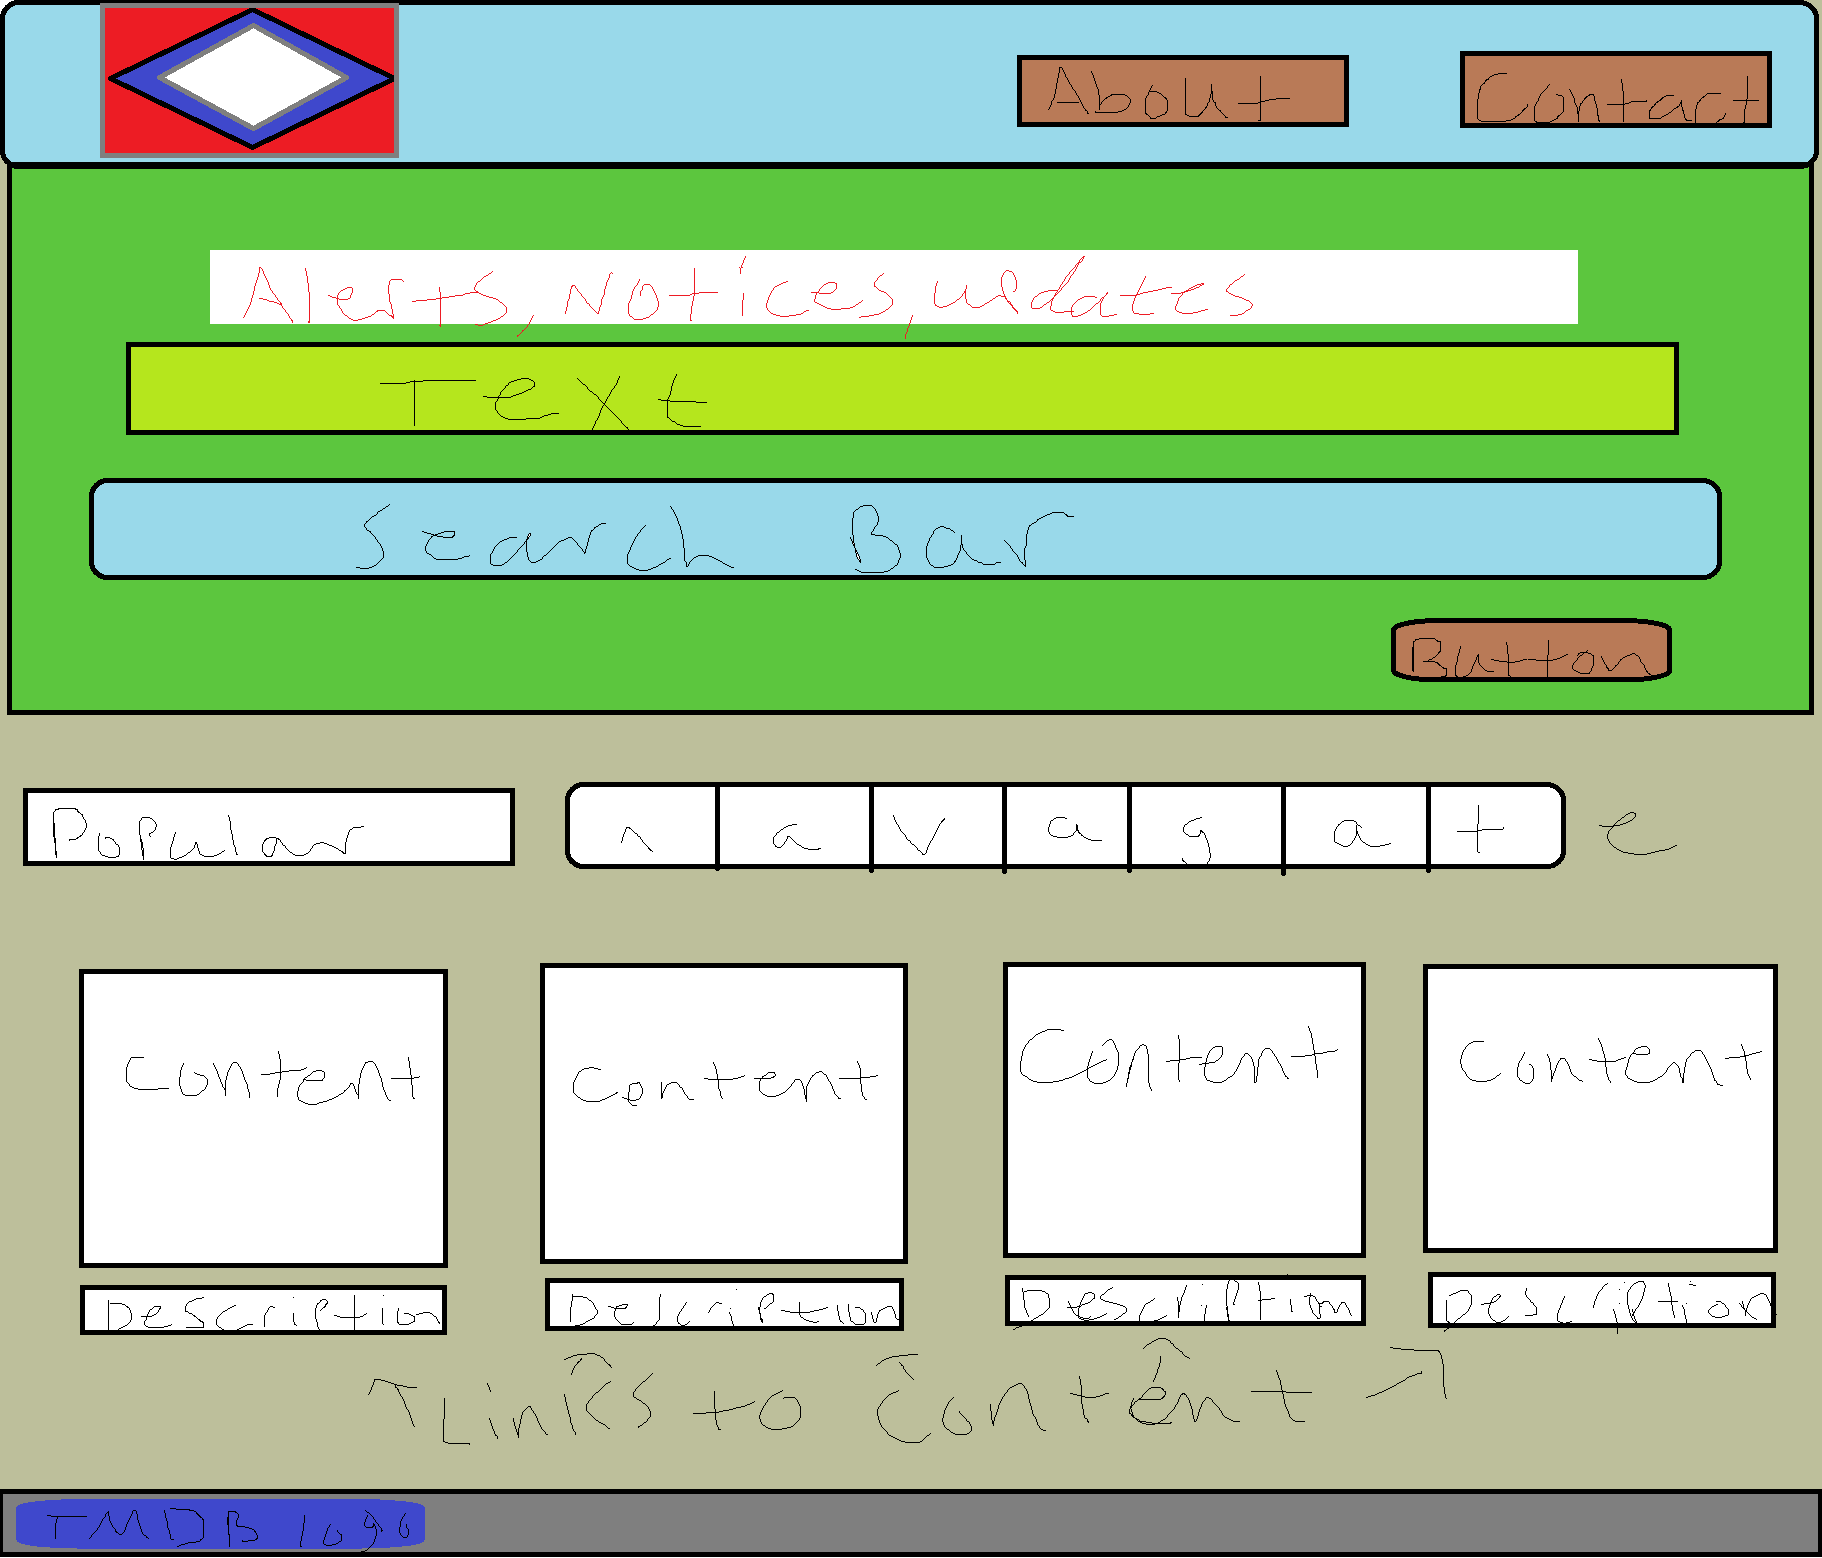 About Contact
Alerts, Notices, updates
Text
Search Bar
Button
Popular n a v a g a t e
Content Content Content Content
Description Description Description Description
Links to Content
TMDB logo